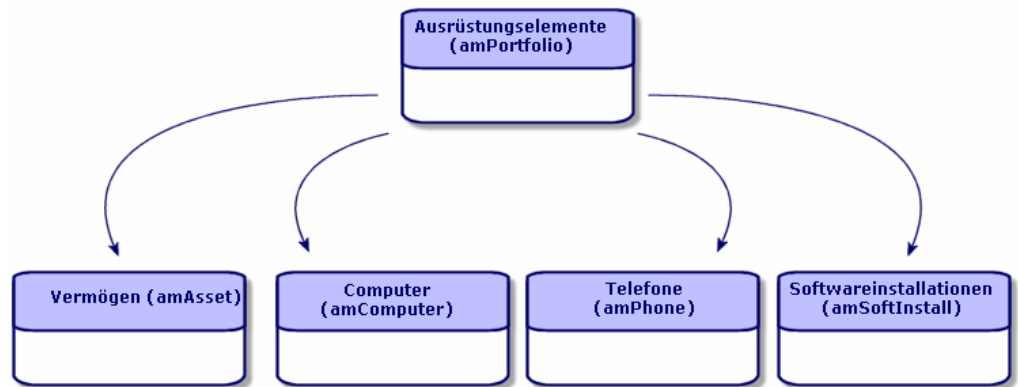 Ausrüstungselemente
(amPortfolio)
Vermögen (amAsset)
Computer
(amComputer)
Telefone
(amPhone)
Softwareinstallationen
(amSoftInstall)